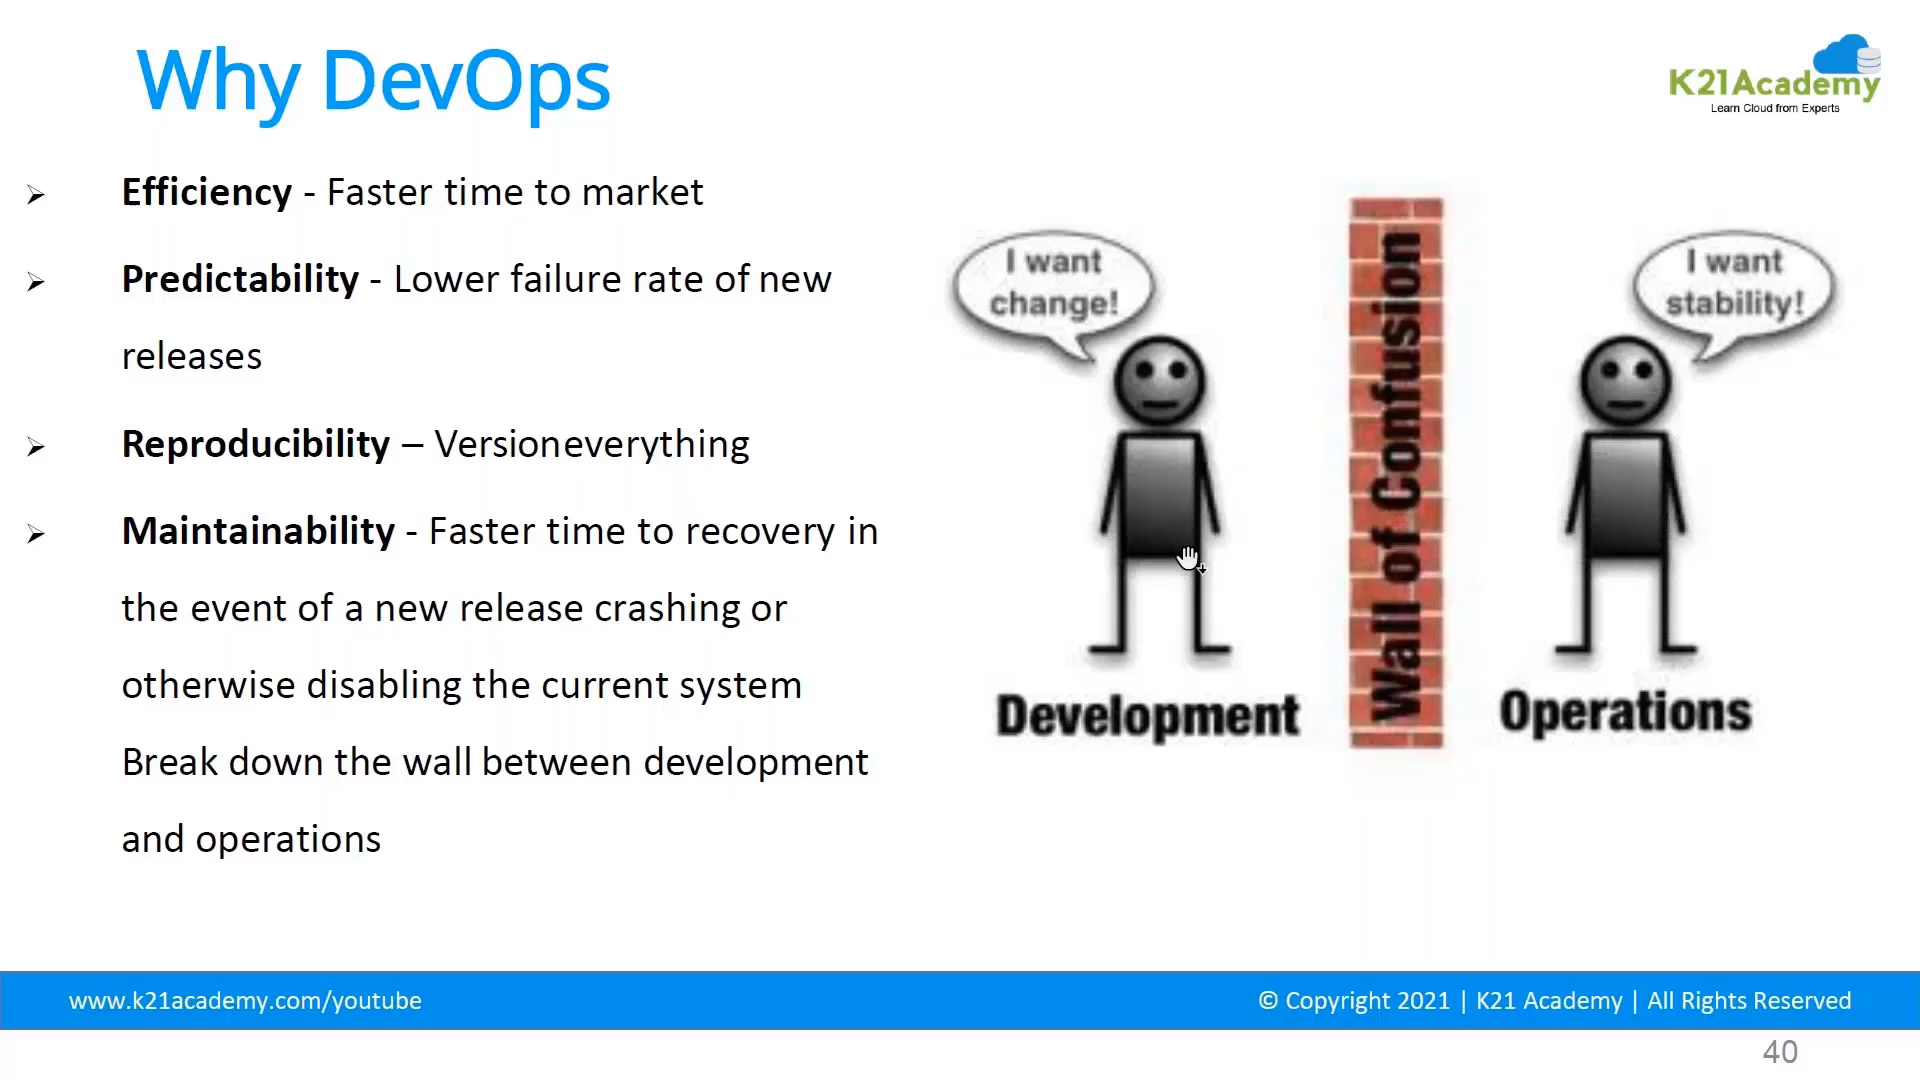 Why DevOps
K21Academy
Learn Cloud from Experts
➢ Efficiency - Faster time to market
➢ Predictability - Lower failure rate of new
releases
➢ Reproducibility – Versioneverything
➢ Maintainability - Faster time to recovery in
the event of a new release crashing or
otherwise disabling the current system
Break down the wall between development
and operations
I want
change!
Wall of Confusion
I want
stability!
Development
Operations
www.k21academy.com/youtube
© Copyright 2021 | K21 Academy | All Rights Reserved
40